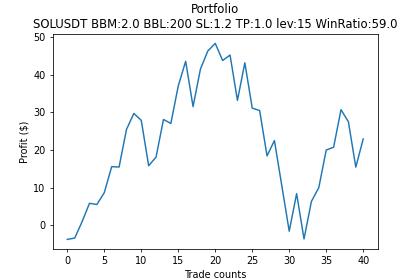 Portfolio
SOLUSDT BBM:2.0 BBL:200 SL:1.2 TP:1.0 lev:15 WinRatio:59.0
50
40
30
20
10
0
Profit ($)
0 5 10 15 20 25 30 35 40
Trade counts